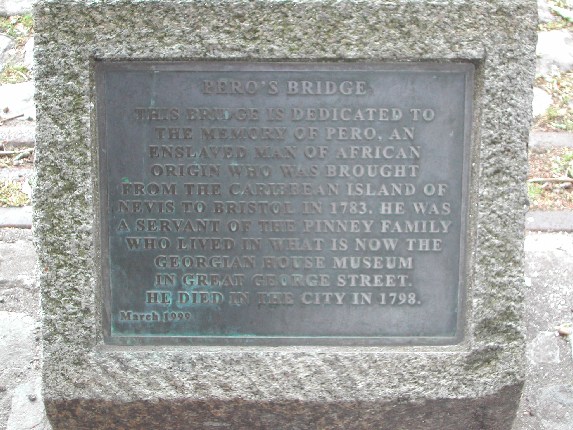 PERO'S BRIDGE
THIS BRIDGE IS DEDICATED TO
THE MEMORY OF PERO, AN
ENSLAVED MAN OF AFRICAN
ORIGIN WHO WAS BROUGHT
FROM THE CARIBBEAN ISLAND OF
NEVIS TO BRISTOL IN 1783. HE WAS
A SERVANT OF THE PINNEY FAMILY
WHO LIVED IN WHAT IS NOW THE
GEORGIAN HOUSE MUSEUM
IN GREAT GEORGE STREET.
HE DIED IN THE CITY IN 1798.
March 1999